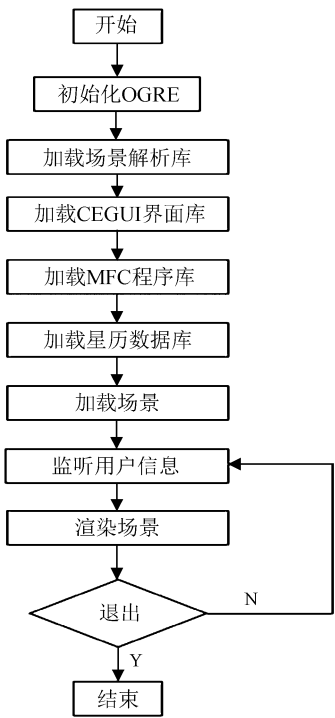 开始
初始化OGRE
加载场景解析库
加载CEGUI界面库
加载MFC程序库
加载星历数据库
加载场景
监听用户信息
渲染场景
退出
N
Y
结束